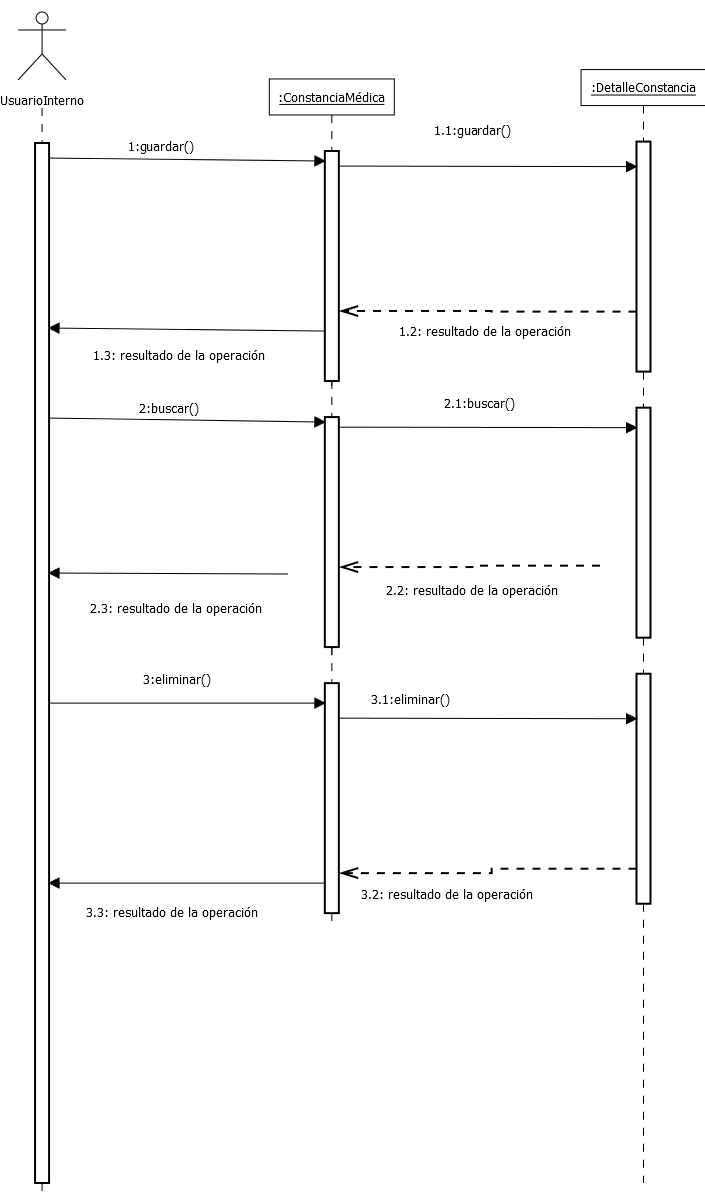 UsuarioInterno
:ConstanciaMédica
:DetalleConstancia
1:guardar()
1.1:guardar()
1.2: resultado de la operación
1.3: resultado de la operación
2:buscar()
2.1:buscar()
2.2: resultado de la operación
2.3: resultado de la operación
3:eliminar()
3.1:eliminar()
3.2: resultado de la operación
3.3: resultado de la operación